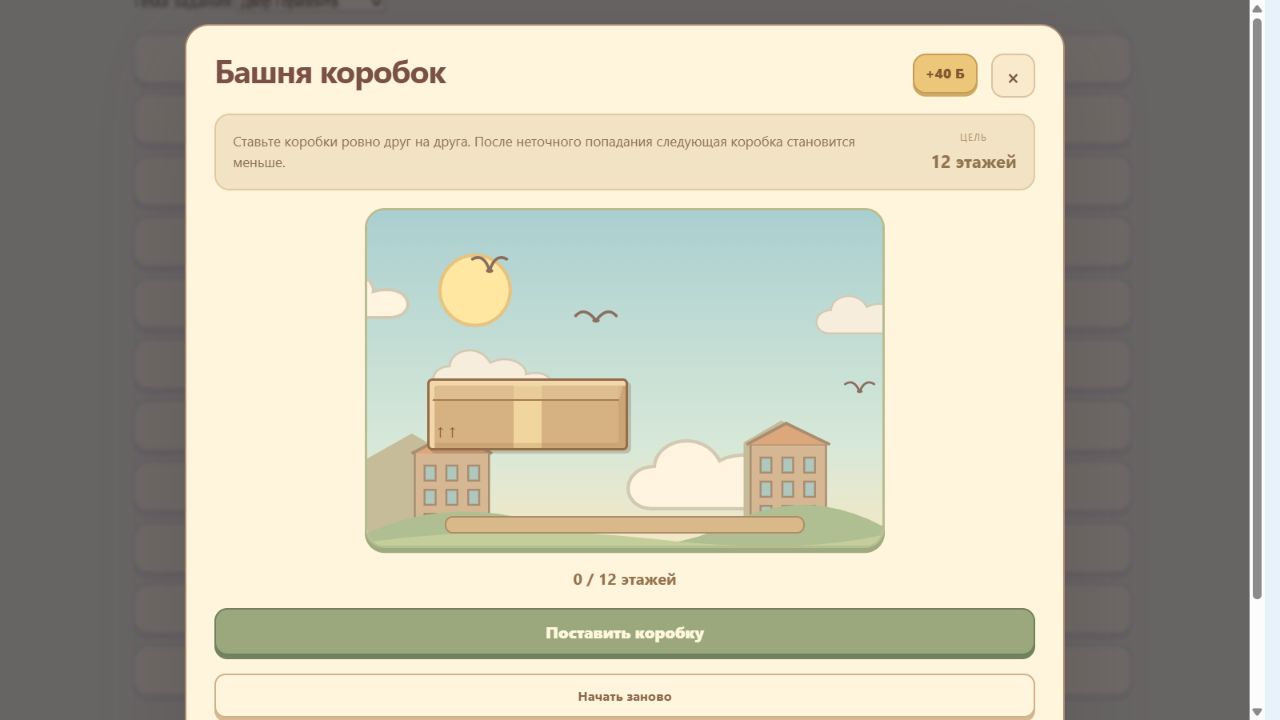 Башня коробок
+40 Б
×
Ставьте коробки ровно друг на друга. После неточного попадания следующая коробка становится
меньше.
ЦЕЛЬ
12 этажей
↑ ↑
0 / 12 этажей
Поставить коробку
Начать заново